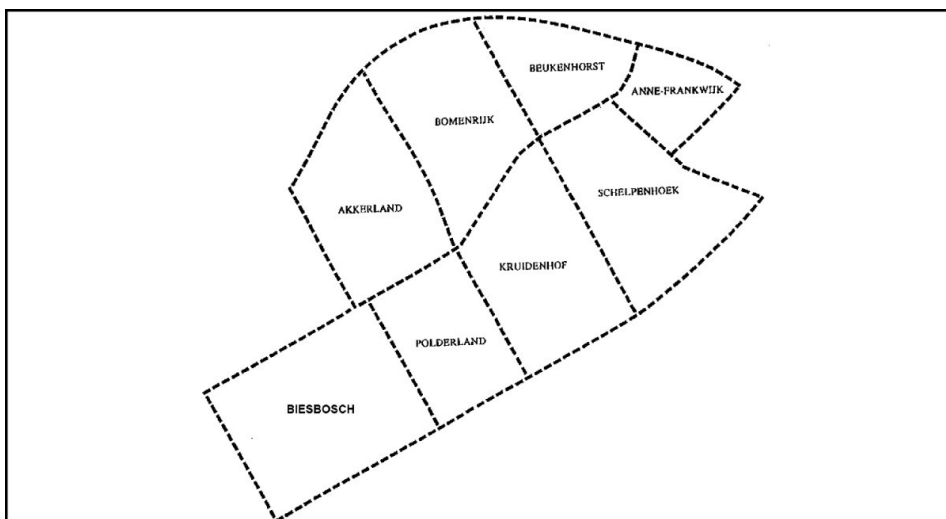 BEUKENHORST
ANNE-FRANKWIJK
BOMENRIJK
SCHELPENHOEK
AKKERLAND
KRUIDENHOF
POLDERLAND
BIESBOSCH